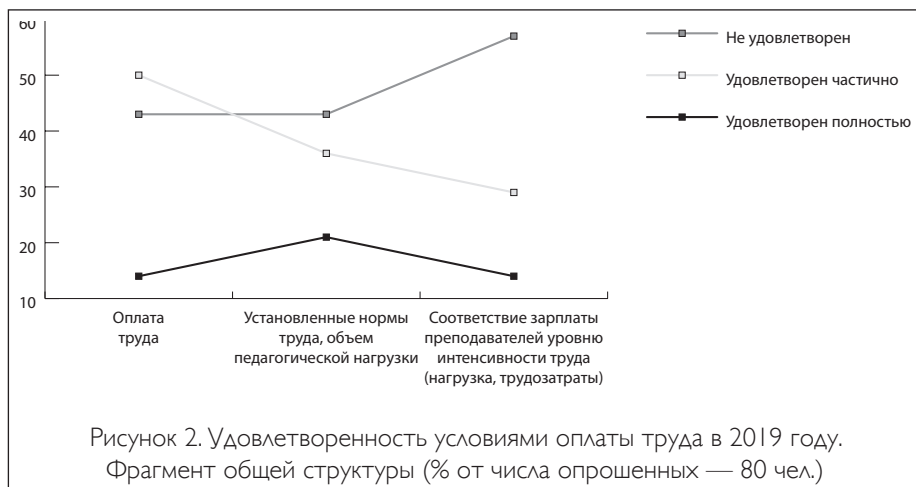 60
50
40
30
20
10
Не удовлетворен
Удовлетворен частично
Удовлетворен полностью
Оплата
труда
Установленные нормы
труда, объем
педагогической нагрузки
Соответствие зарплаты
преподавателей уровню
интенсивности труда
(нагрузка, трудозатраты)
Рисунок 2. Удовлетворенность условиями оплаты труда в 2019 году.
Фрагмент общей структуры (% от числа опрошенных — 80 чел.)